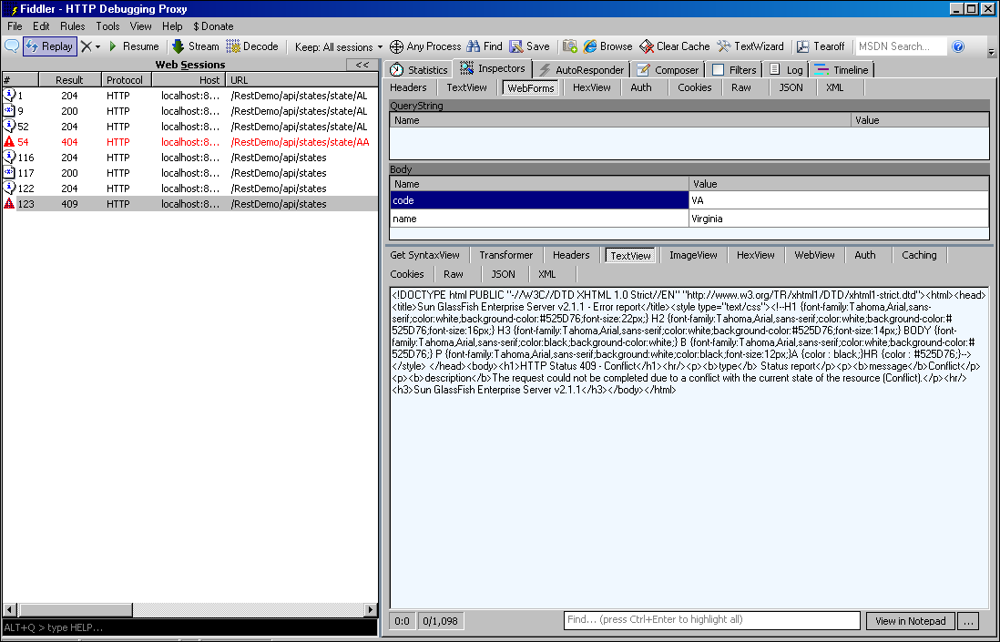 Fiddler - HTTP Debugging Proxy
File Edit Rules Tools View Help $ Donate
Replay Resume Stream Decode Keep: All sessions Any Process Find Save Browse Clear Cache TextWizard Tearoff MSDN Search...
Web Sessions <<
# Result Protocol Host URL
1 204 HTTP localhost:8... /RestDemo/api/states/state/AL
9 200 HTTP localhost:8... /RestDemo/api/states/state/AL
52 204 HTTP localhost:8... /RestDemo/api/states/state/AL
54 404 HTTP localhost:8... /RestDemo/api/states/state/AA
116 204 HTTP localhost:8... /RestDemo/api/states
117 200 HTTP localhost:8... /RestDemo/api/states
122 204 HTTP localhost:8... /RestDemo/api/states
123 409 HTTP localhost:8... /RestDemo/api/states
ALT+Q > type HELP...
Statistics Inspectors AutoResponder Composer Filters Log Timeline
Headers TextView WebForms HexView Auth Cookies Raw JSON XML
QueryString
Name Value
Body
Name Value
code VA
name Virginia
Get SyntaxView Transformer Headers TextView ImageView HexView WebView Auth Caching
Cookies Raw JSON XML
<!DOCTYPE html PUBLIC "-//W3C//DTD XHTML 1.0 Strict//EN" "http://www.w3.org/TR/xhtml1/DTD/xhtml1-strict.dtd"><html><head>
<title>Sun GlassFish Enterprise Server v2.1.1 - Error report</title><style type="text/css"><!--H1 {font-family:Tahoma,Arial,sans-
serif;color:white;background-color:#525D76;font-size:22px;} H2 {font-family:Tahoma,Arial,sans-serif;color:white;background-color:#
525D76;font-size:16px;} H3 {font-family:Tahoma,Arial,sans-serif;color:white;background-color:#525D76;font-size:14px;} BODY {font-
family:Tahoma,Arial,sans-serif;color:black;background-color:white;} B {font-family:Tahoma,Arial,sans-serif;color:white;background-color:#
525D76;} P {font-family:Tahoma,Arial,sans-serif;background:white;color:black;font-size:12px;}A {color : black;}HR {color : #525D76;}-->
</style> </head><body><h1>HTTP Status 409 - Conflict</h1><hr/><p><b>type</b> Status report</p><p><b>message</b>Conflict</p>
<p><b>description</b>The request could not be completed due to a conflict with the current state of the resource (Conflict).</p><hr/>
<h3>Sun GlassFish Enterprise Server v2.1.1</h3></body></html>
0:0 0/1,098 Find... (press Ctrl+Enter to highlight all) View in Notepad ...